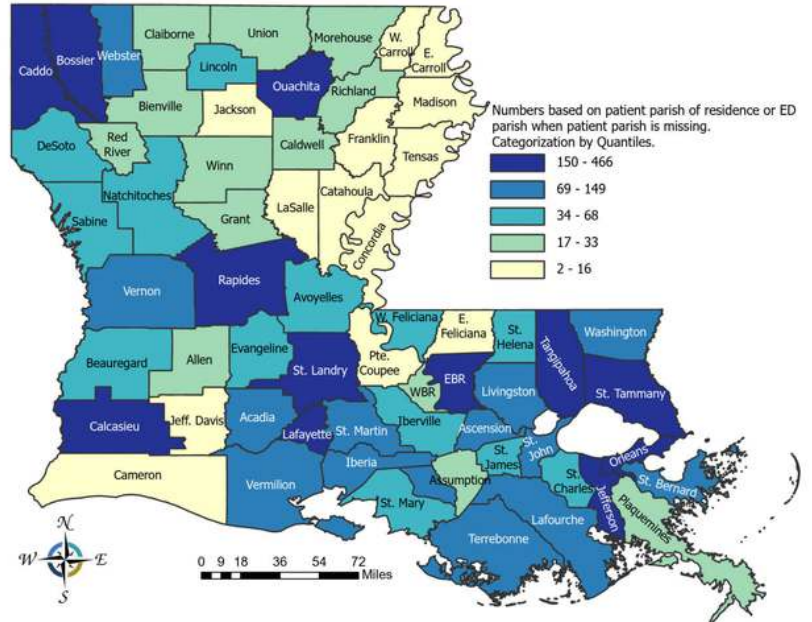 Claiborne
Union
Morehouse
W. Carroll
E. Carroll
Caddo
Bossier
Webster
Lincoln
Ouachita
Richland
Madison
Bienville
Jackson
Franklin
Tensas
DeSoto
Red River
Winn
Caldwell
Natchitoches
Catahoula
LaSalle
Sabine
Grant
Concordia
Vernon
Rapides
Avoyelles
W. Feliciana
E. Feliciana
St. Helena
Tangipahoa
Washington
Beauregard
Allen
Evangeline
St. Landry
Pte. Coupee
EBR
WBR
Livingston
St. Tammany
Calcasieu
Jeff. Davis
Acadia
Lafayette
St. Martin
Iberville
Ascension
St. John
Orleans
Cameron
Vermilion
Iberia
Assumption
St. James
St. Charles
St. Bernard
Jefferson
Plaquemines
St. Mary
Lafourche
Terrebonne
Numbers based on patient parish of residence or ED
parish when patient parish is missing.
Categorization by Quantiles.
150 - 466
69 - 149
34 - 68
17 - 33
2 - 16
N
W E
S
0 9 18 36 54 72
Miles